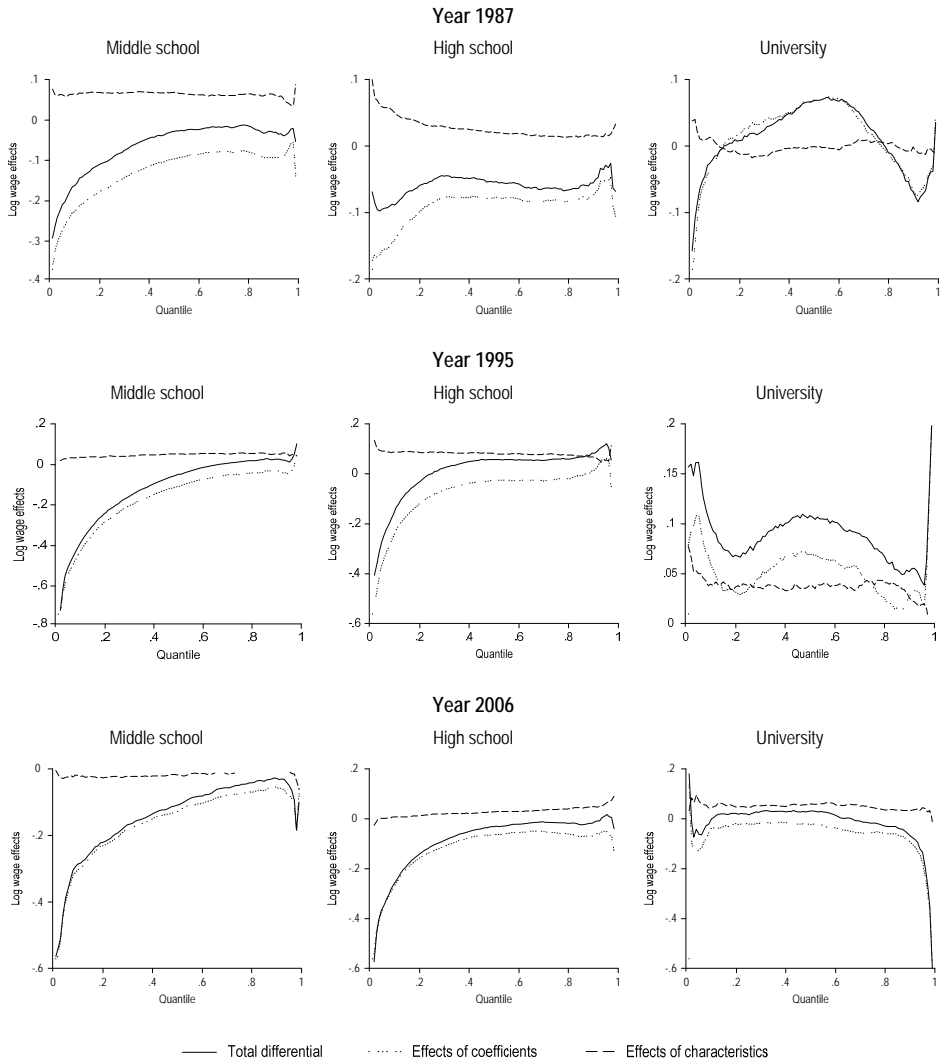 Year 1987
Middle school
High school
University
Log wage effects
.1
0
-.1
-.2
-.3
-.4
0
.2
.4
.6
.8
1
Quantile
Log wage effects
.1
0
-.1
-.2
0
.2
.4
.6
.8
1
Quantile
Log wage effects
.1
0
-.1
-.2
0
.2
.4
.6
.8
1
Quantile
Year 1995
Middle school
High school
University
Log wage effects
.2
0
-.2
-.4
-.6
-.8
0
.2
.4
.6
.8
1
Quantile
Log wage effects
.2
0
-.2
-.4
-.6
0
.2
.4
.6
.8
1
Quantile
Log wage effects
.2
.15
.1
.05
0
0
.2
.4
.6
.8
1
Quantile
Year 2006
Middle school
High school
University
Log wage effects
0
-.2
-.4
-.6
0
.2
.4
.6
.8
1
Quantile
Log wage effects
.2
0
-.2
-.4
-.6
0
.2
.4
.6
.8
1
Quantile
Log wage effects
.2
0
-.2
-.4
-.6
0
.2
.4
.6
.8
1
Quantile
Total differential
Effects of coefficients
Effects of characteristics